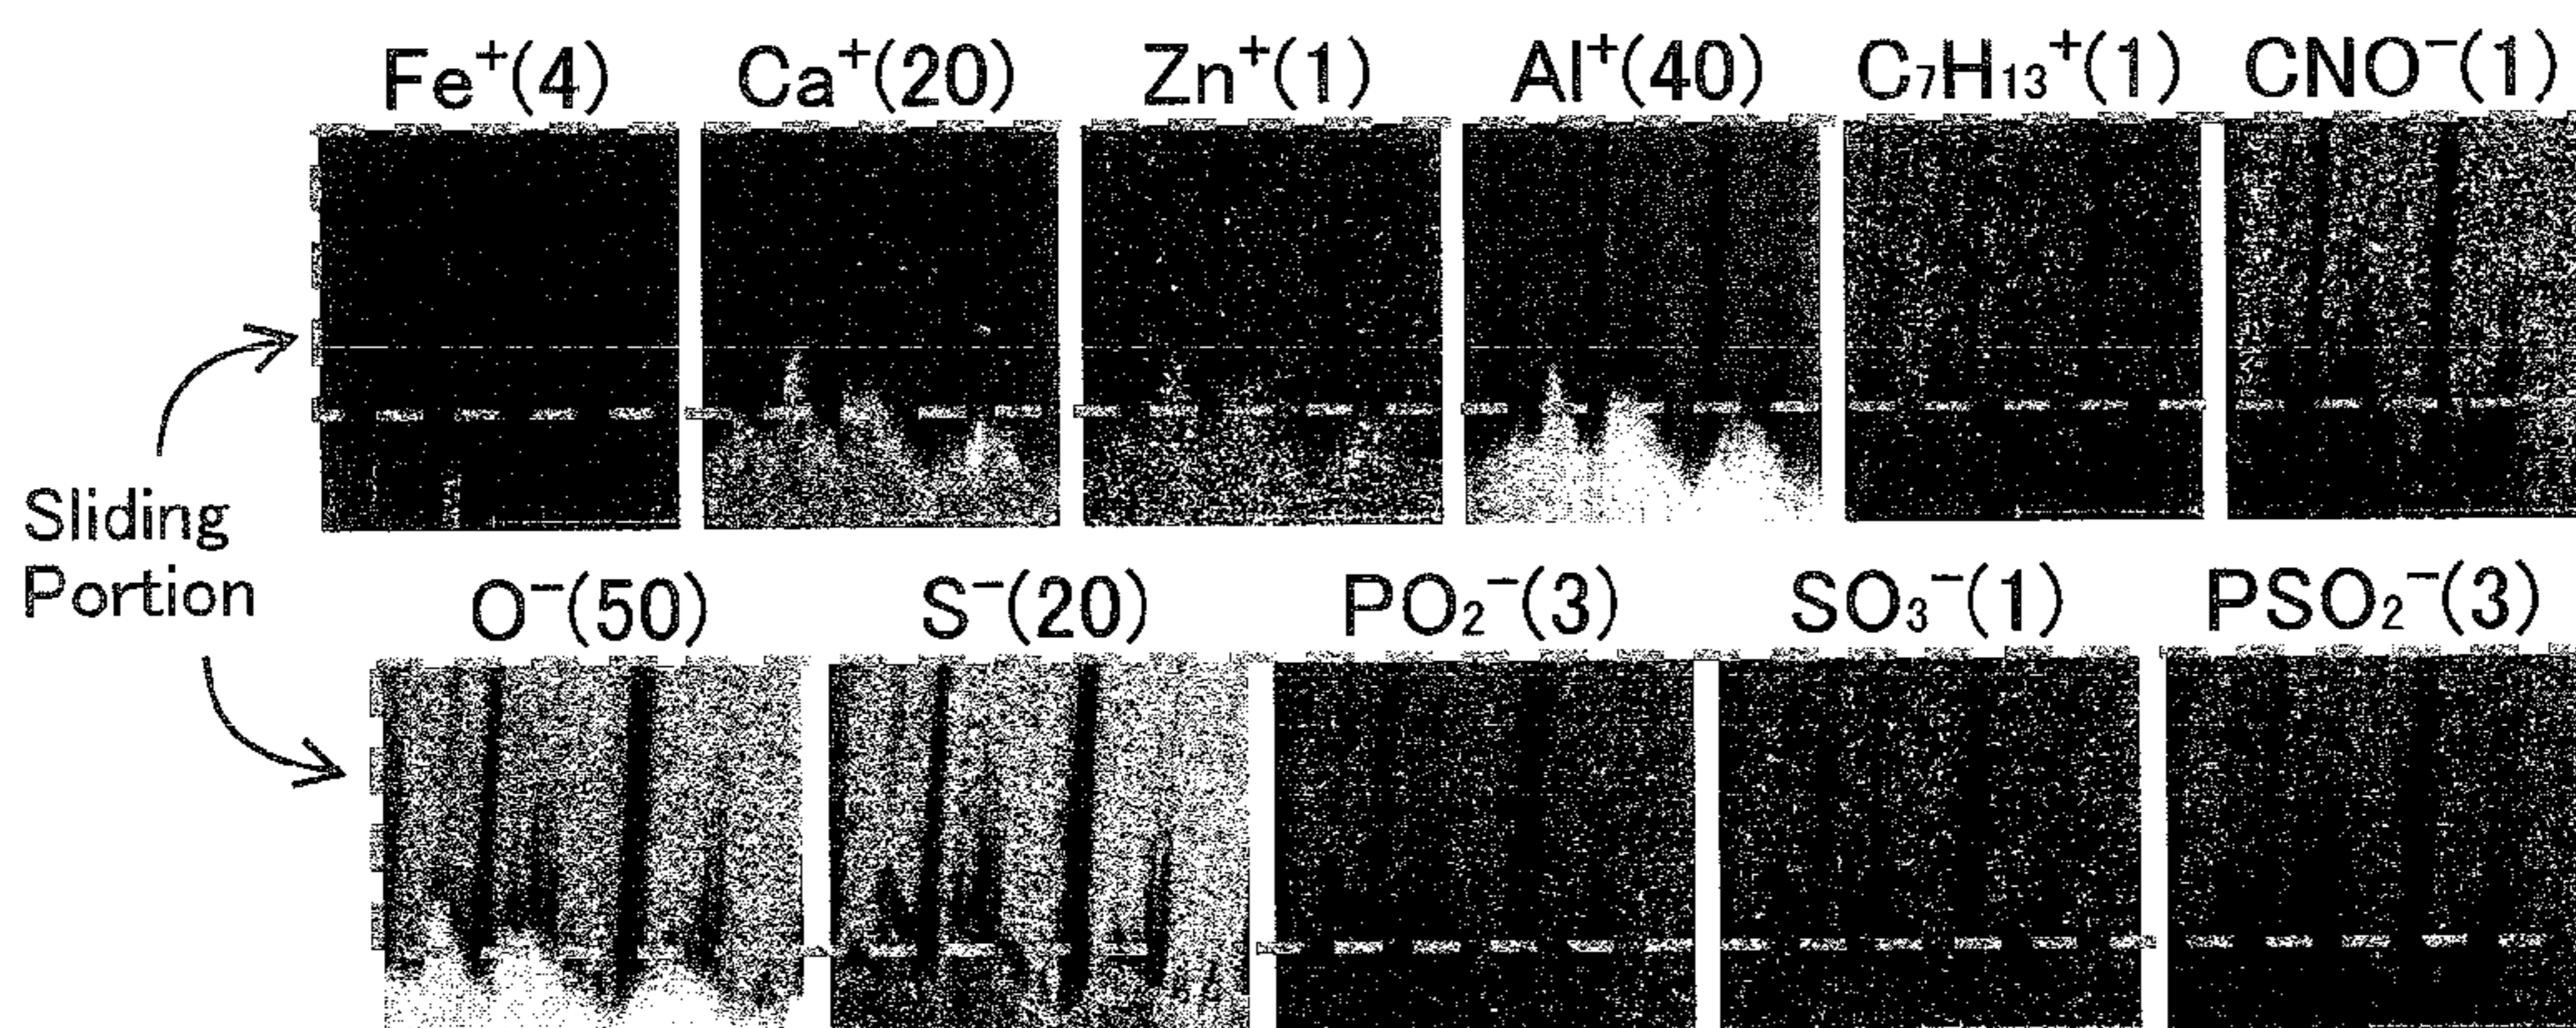 Fe⁺(4) Ca⁺(20) Zn⁺(1) Al⁺(40) C₇H₁₃⁺(1) CNO⁻(1)
Sliding
Portion
O⁻(50) S⁻(20) PO₂⁻(3) SO₃⁻(1) PSO₂⁻(3)